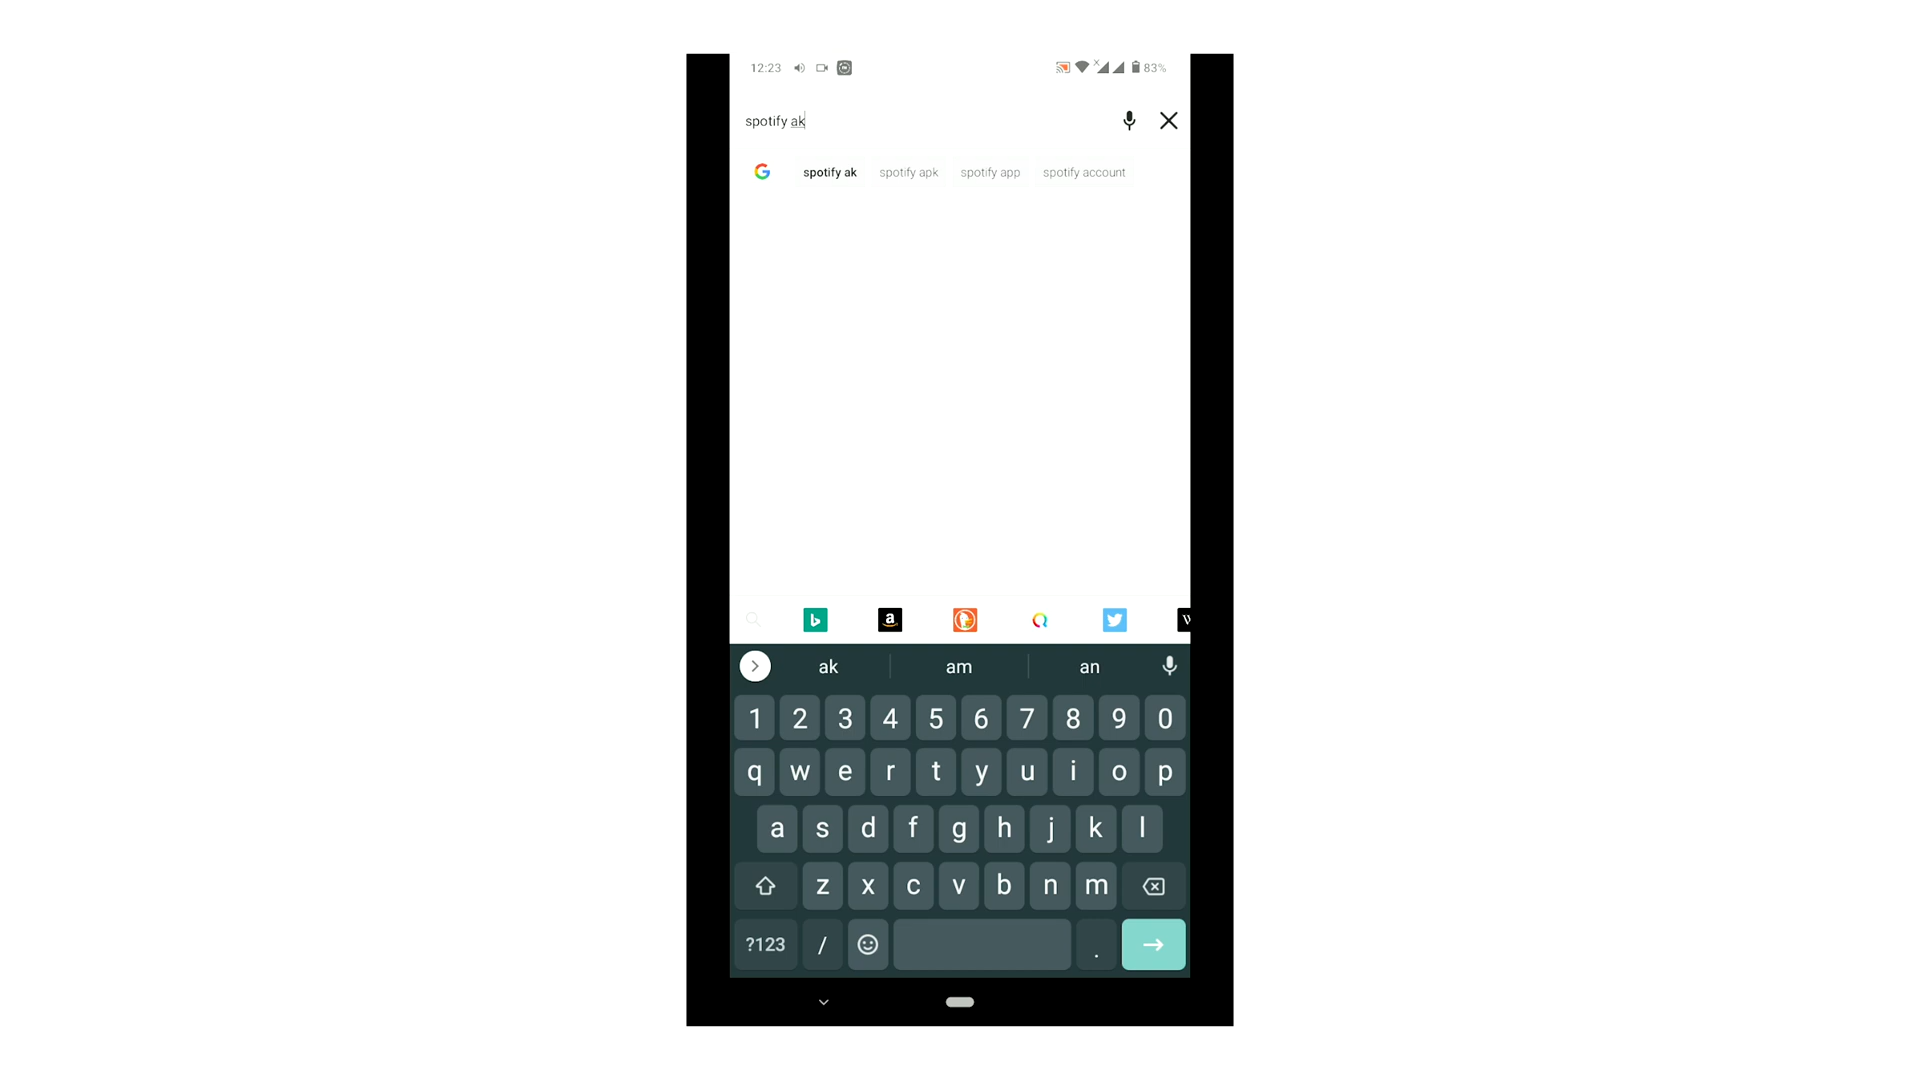 12:23 83%
spotify ak
spotify ak spotify apk spotify app spotify account
ak am an
1 2 3 4 5 6 7 8 9 0
q w e r t y u i o p
a s d f g h j k l
z x c v b n m
?123 / .